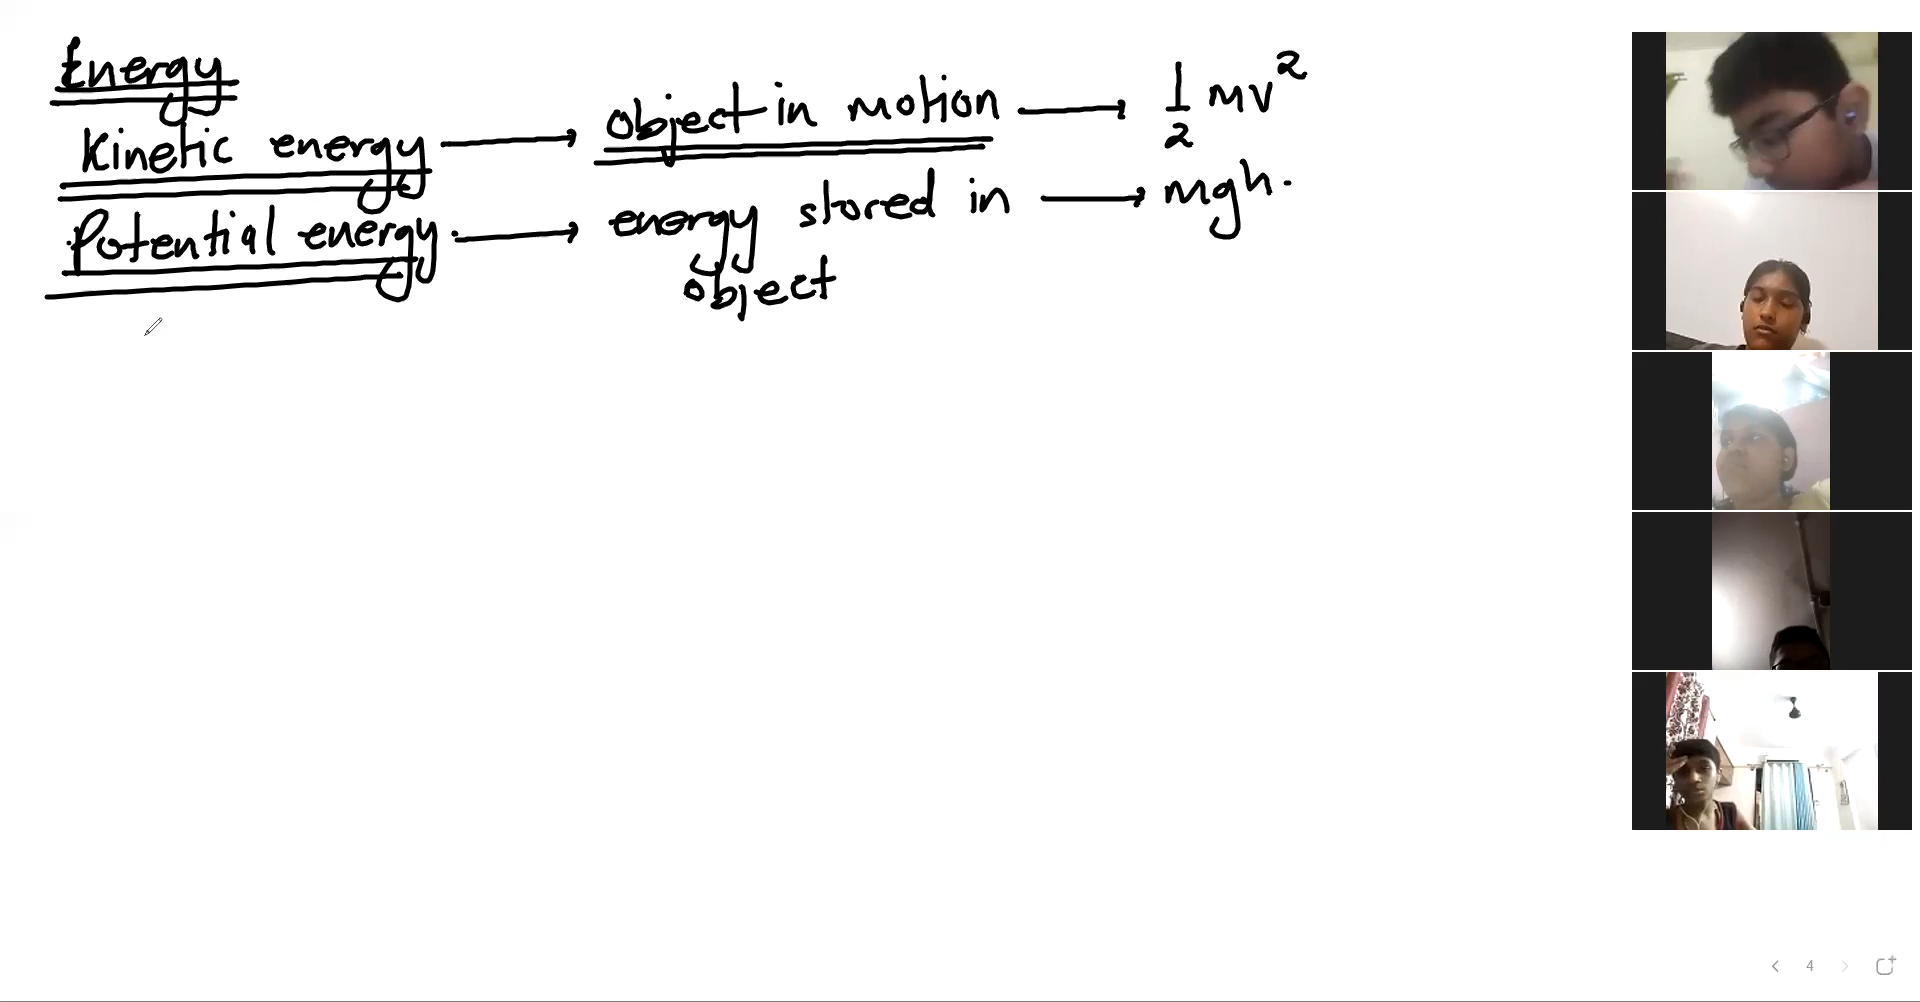 Energy
Kinetic energy → object in motion → 1/2 mv²
Potential energy. → energy stored in → mgh.
object
4